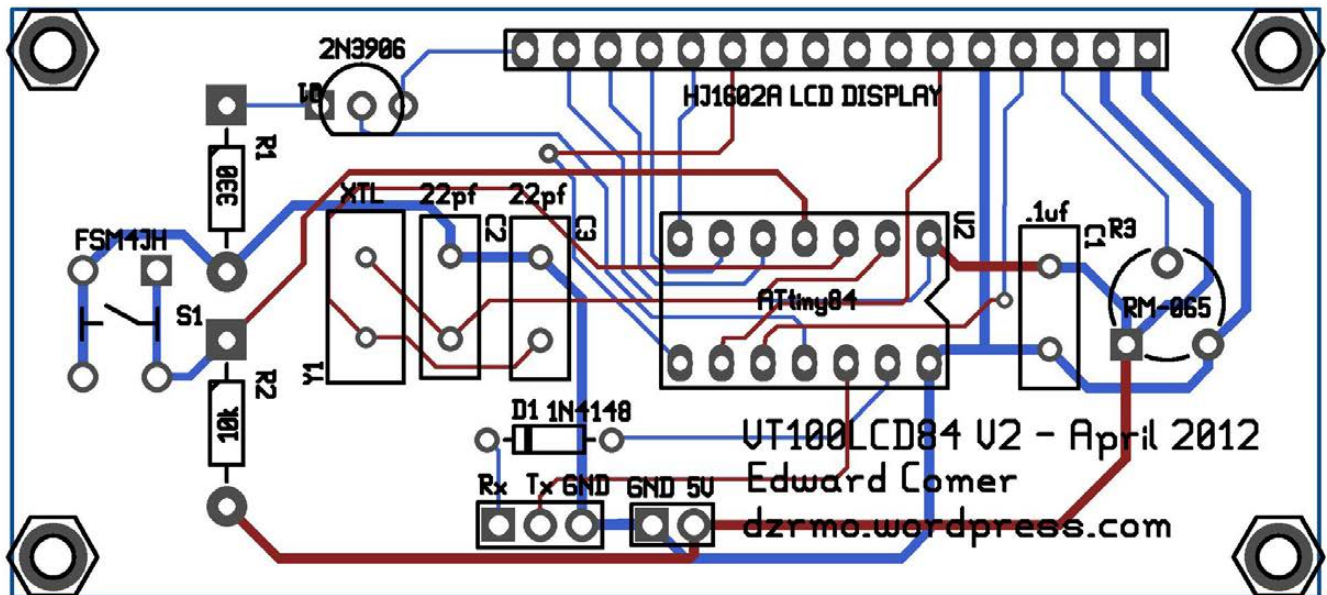 2N3906
Q1
HJ1602A LCD DISPLAY
R1
330
XTL
22pf
22pf
C2
C3
U2
.1uf
C1
R3
FSM4JH
S1
ATtiny84
RM-065
Y1
R2
10k
D1 1N4148
VT100LCD84 V2 - April 2012
Edward Comer
dzrmo.wordpress.com
Rx Tx GND
GND 5V